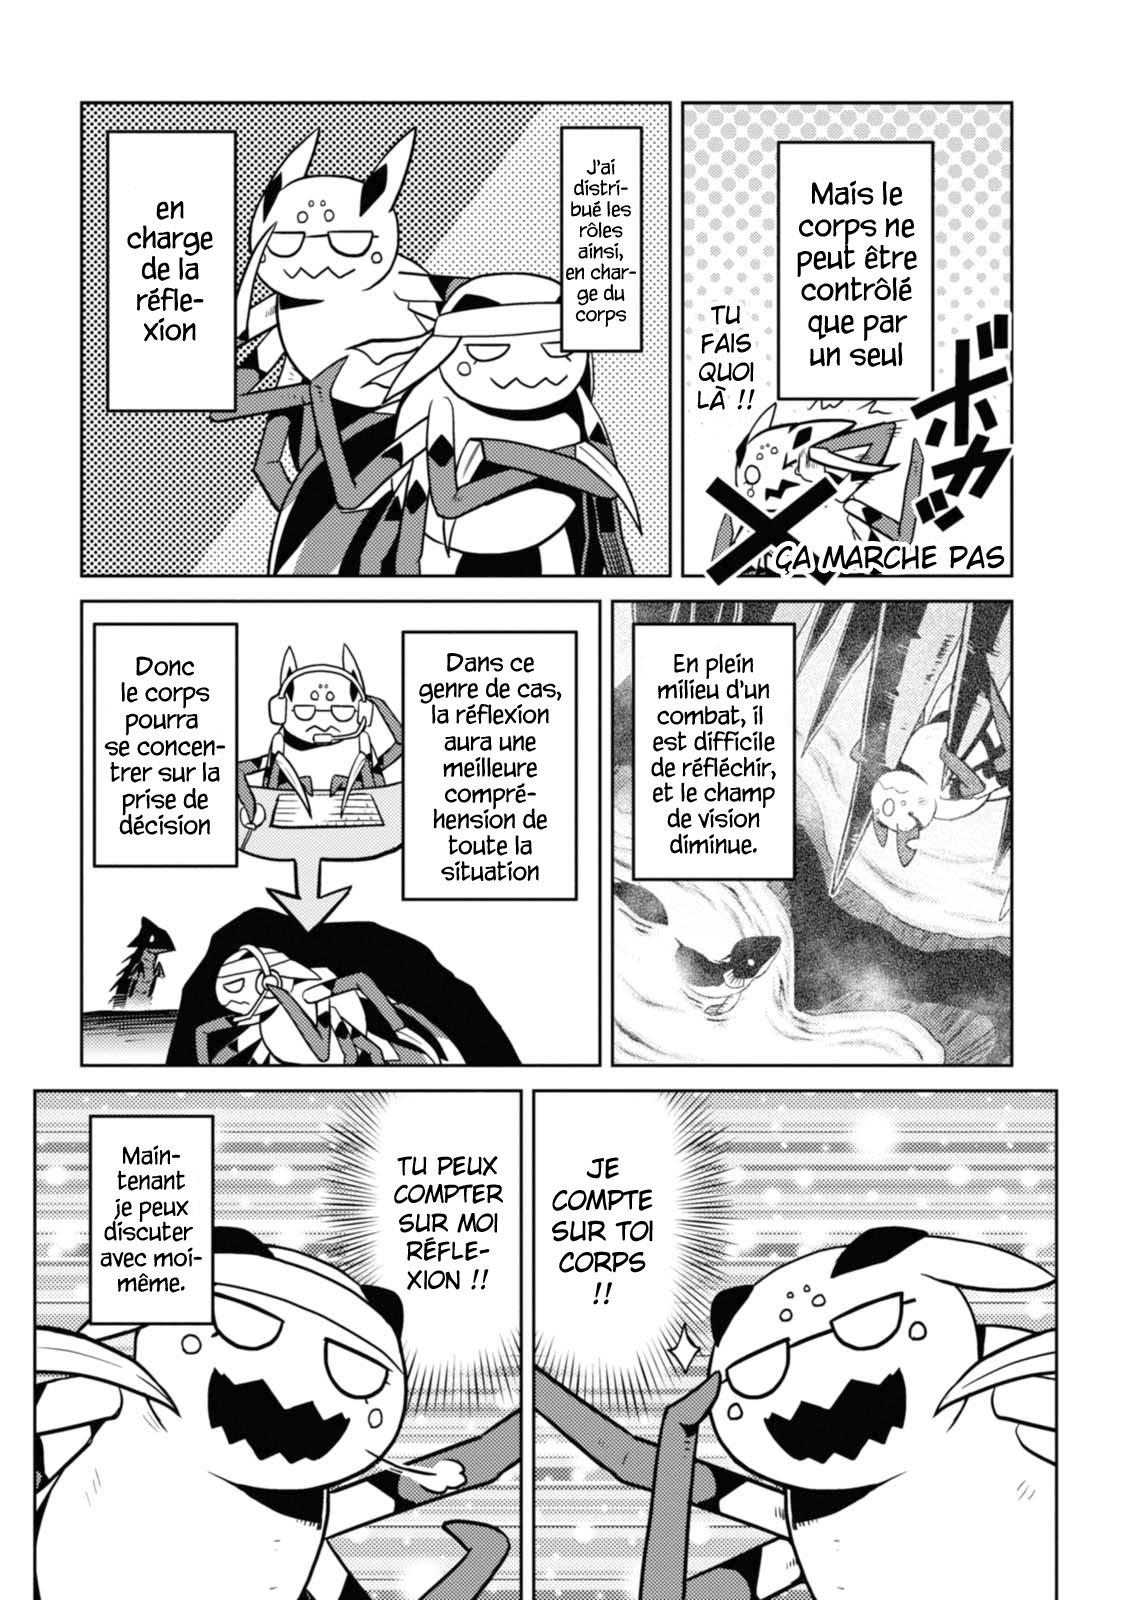 Mais le
corps ne
peut être
contrôlé
que par
un seul
TU
FAIS
QUOI
LÀ !!
ボカッ
ÇA MARCHE PAS
J'ai
distri-
bué les
rôles
ainsi,
en char-
ge du
corps
en
charge
de la
réfle-
xion
En plein
milieu d'un
combat, il
est difficile
de réfléchir,
et le champ
de vision
diminue.
Dans ce
genre de cas,
la réflexion
aura une
meilleure
compré-
hension de
toute la
situation
Donc
le corps
pourra
se concen-
trer sur la
prise de
décision
JE
COMPTE
SUR TOI
CORPS
!!
TU PEUX
COMPTER
SUR MOI
RÉFLE-
XION !!
Main-
tenant
je peux
discuter
avec moi-
même.